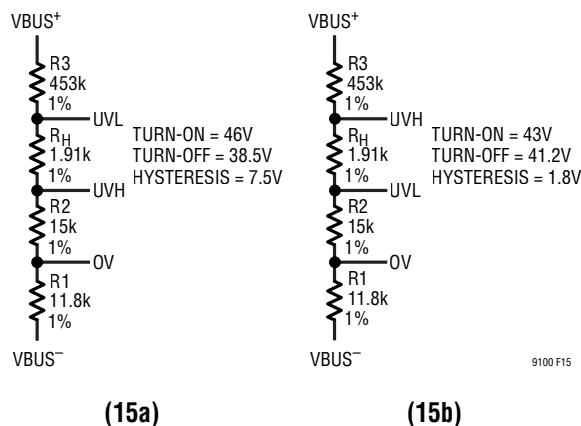 VBUS⁺
R3
453k
1%
UVL
R_H
1.91k
1%
TURN-ON = 46V
TURN-OFF = 38.5V
HYSTERESIS = 7.5V
UVH
R2
15k
1%
OV
R1
11.8k
1%
VBUS⁻
(15a)
VBUS⁺
R3
453k
1%
UVH
R_H
1.91k
1%
TURN-ON = 43V
TURN-OFF = 41.2V
HYSTERESIS = 1.8V
UVL
R2
15k
1%
OV
R1
11.8k
1%
VBUS⁻
9100 F15
(15b)